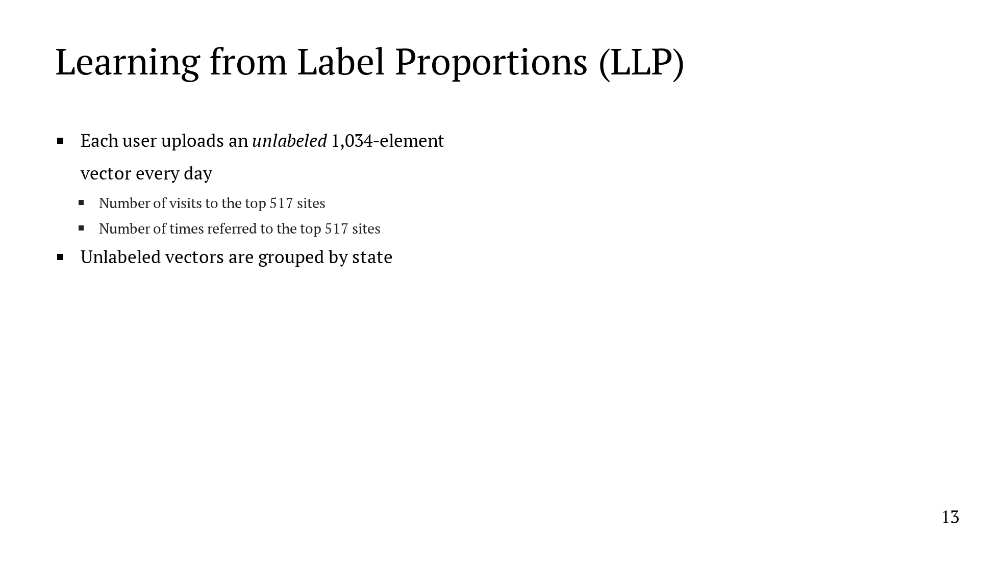 Learning from Label Proportions (LLP)
▪ Each user uploads an unlabeled 1,034-element
vector every day
▪ Number of visits to the top 517 sites
▪ Number of times referred to the top 517 sites
▪ Unlabeled vectors are grouped by state
13